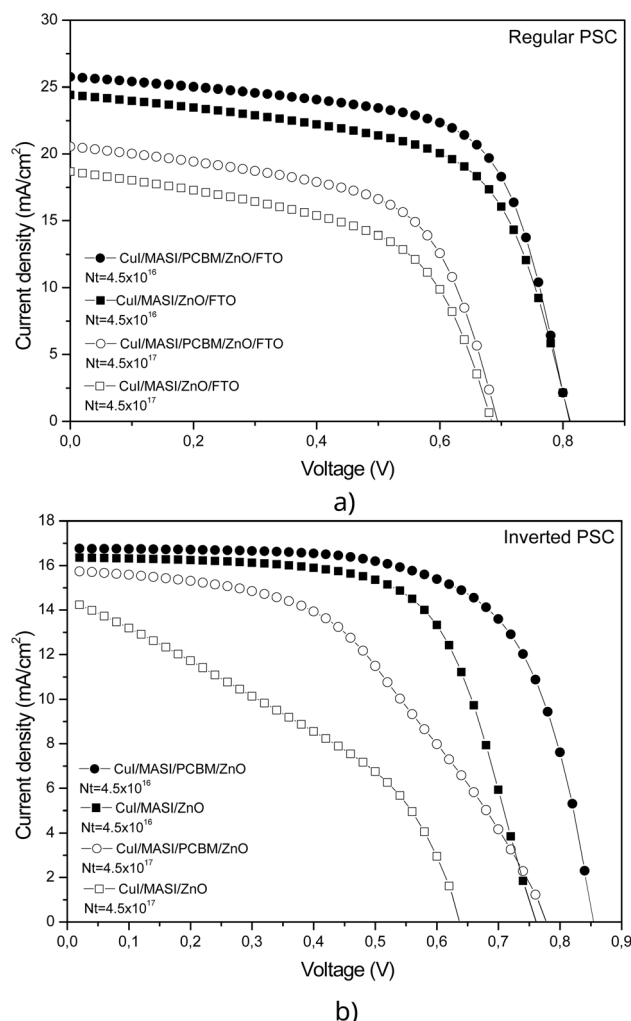 30
Regular PSC
25
20
15
10
5
0
Current density (mA/cm²)
CuI/MASI/PCBM/ZnO/FTO
Nt=4.5x10¹⁶
CuI/MASI/ZnO/FTO
Nt=4.5x10¹⁶
CuI/MASI/PCBM/ZnO/FTO
Nt=4.5x10¹⁷
CuI/MASI/ZnO/FTO
Nt=4.5x10¹⁷
0,0 0,2 0,4 0,6 0,8
Voltage (V)
a)
18
Inverted PSC
16
14
12
10
8
6
4
2
0
Current density (mA/cm²)
CuI/MASI/PCBM/ZnO
Nt=4.5x10¹⁶
CuI/MASI/ZnO
Nt=4.5x10¹⁶
CuI/MASI/PCBM/ZnO
Nt=4.5x10¹⁷
CuI/MASI/ZnO
Nt=4.5x10¹⁷
0,0 0,1 0,2 0,3 0,4 0,5 0,6 0,7 0,8 0,9
Voltage (V)
b)